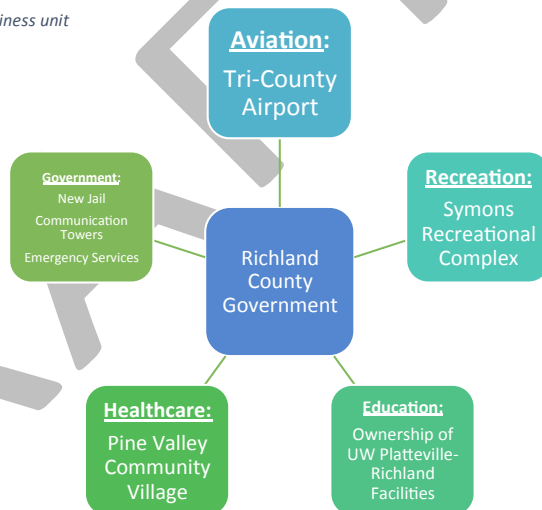 iness unit
Aviation:
Tri-County
Airport
Government:
New Jail
Communication
Towers
Emergency Services
Recreation:
Symons
Recreational
Complex
Richland
County
Government
Healthcare:
Pine Valley
Community
Village
Education:
Ownership of
UW Platteville-
Richland
Facilities